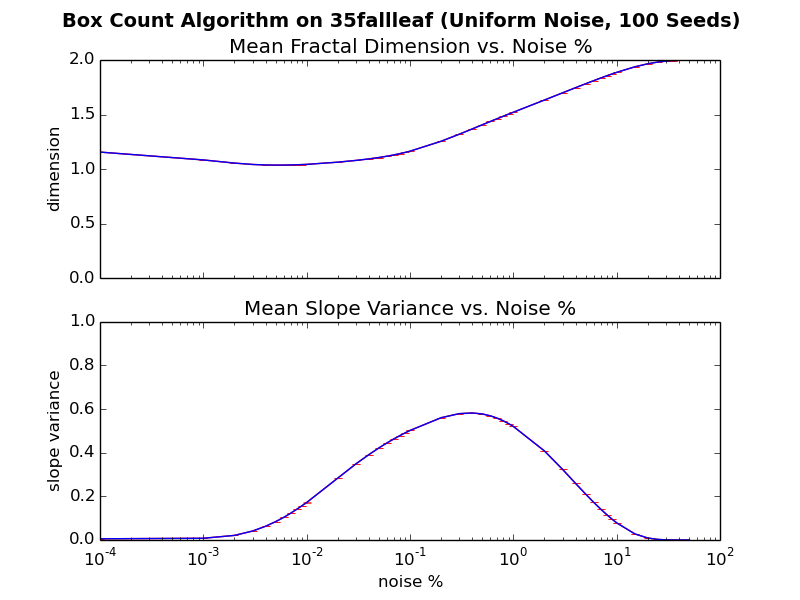 Box Count Algorithm on 35fallleaf (Uniform Noise, 100 Seeds)
Mean Fractal Dimension vs. Noise %
2.0
1.5
1.0
0.5
0.0
dimension
Mean Slope Variance vs. Noise %
1.0
0.8
0.6
0.4
0.2
0.0
slope variance
10^-4 10^-3 10^-2 10^-1 10^0 10^1 10^2
noise %